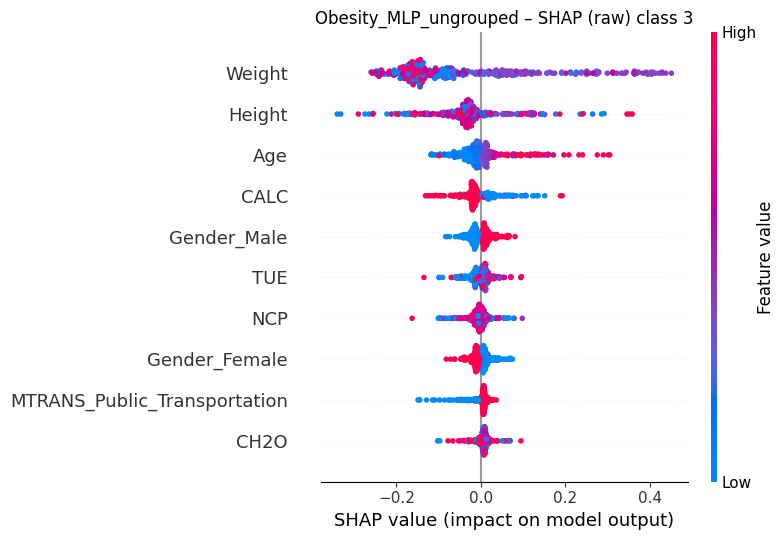 Obesity_MLP_ungrouped – SHAP (raw) class 3
High
Weight
Height
Age
CALC
Gender_Male
TUE
NCP
Gender_Female
MTRANS_Public_Transportation
CH2O
Feature value
Low
−0.2 0.0 0.2 0.4
SHAP value (impact on model output)